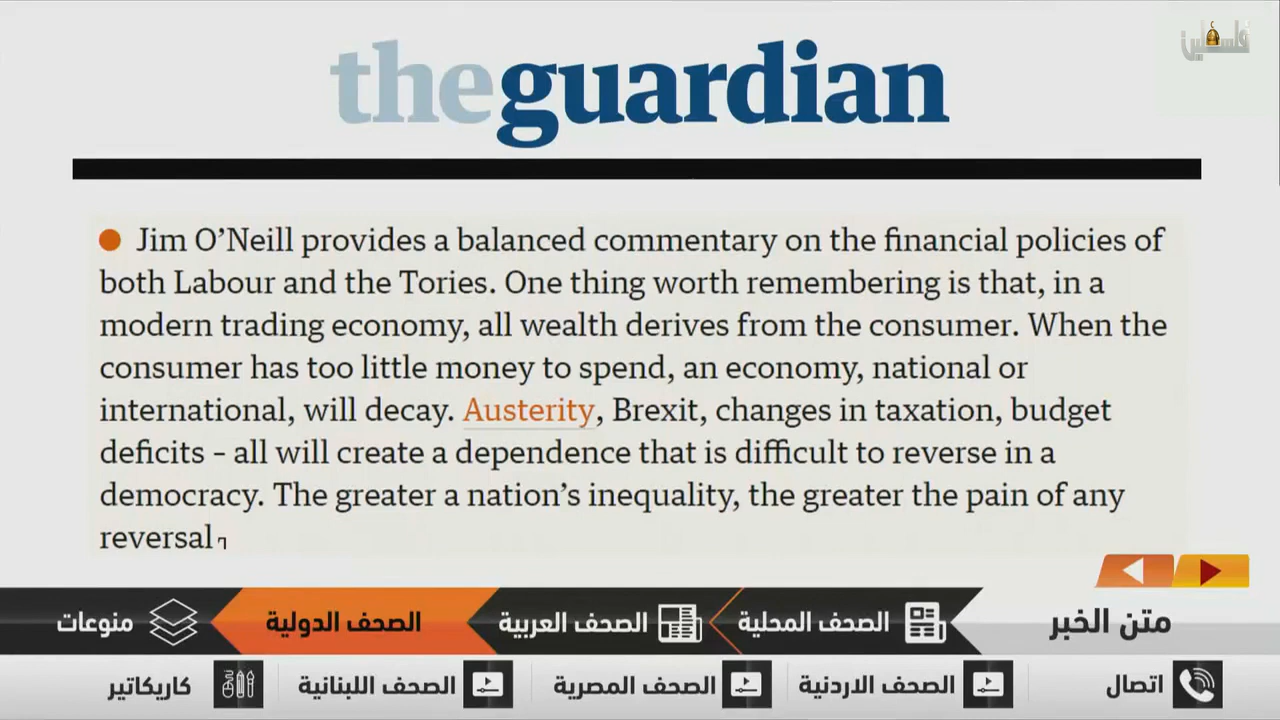 theguardian
فلسطين
Jim O’Neill provides a balanced commentary on the financial policies of
both Labour and the Tories. One thing worth remembering is that, in a
modern trading economy, all wealth derives from the consumer. When the
consumer has too little money to spend, an economy, national or
international, will decay. Austerity, Brexit, changes in taxation, budget
deficits – all will create a dependence that is difficult to reverse in a
democracy. The greater a nation’s inequality, the greater the pain of any
reversal
متن الخبر
الصحف المحلية
الصحف العربية
الصحف الدولية
منوعات
اتصال
الصحف الاردنية
الصحف المصرية
الصحف اللبنانية
كاريكاتير